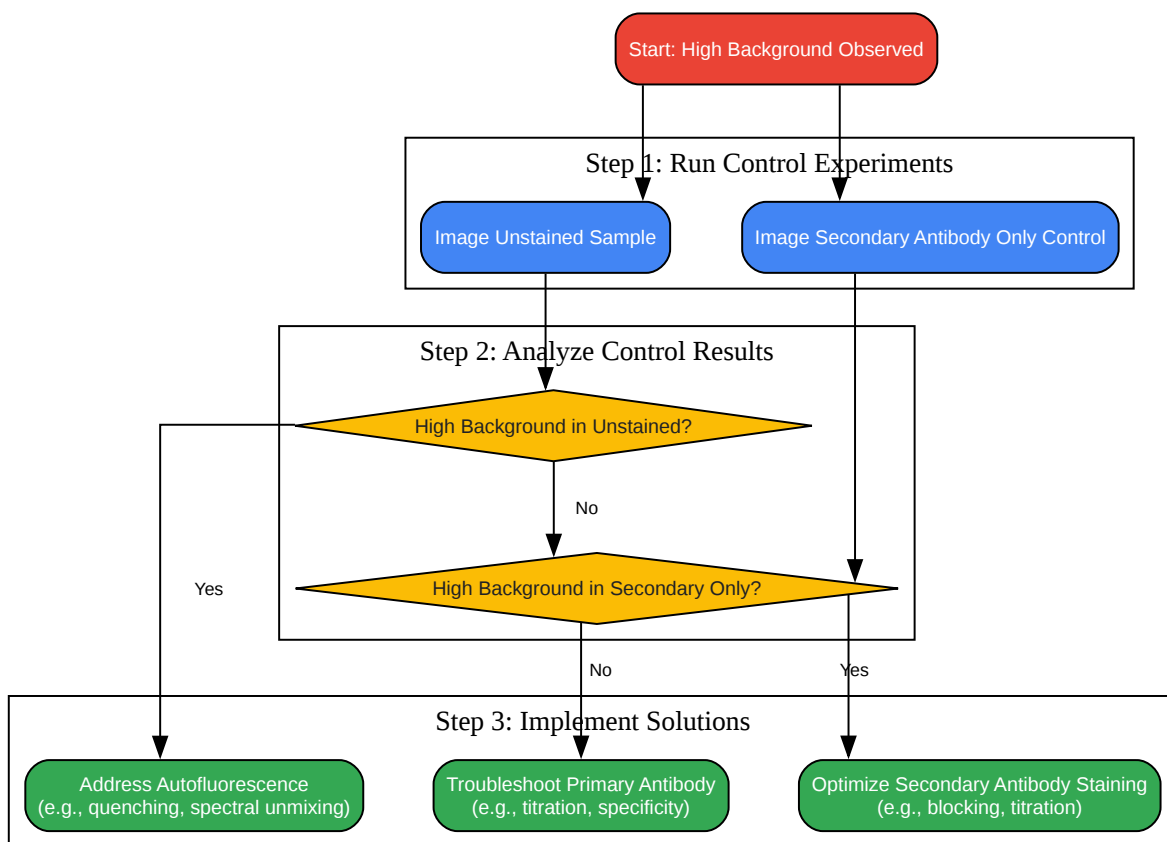 Start: High Background Observed
Step 1: Run Control Experiments
Image Unstained Sample
Image Secondary Antibody Only Control
Step 2: Analyze Control Results
High Background in Unstained?
No
High Background in Secondary Only?
Yes
No
Yes
Step 3: Implement Solutions
Address Autofluorescence
(e.g., quenching, spectral unmixing)
Troubleshoot Primary Antibody
(e.g., titration, specificity)
Optimize Secondary Antibody Staining
(e.g., blocking, titration)